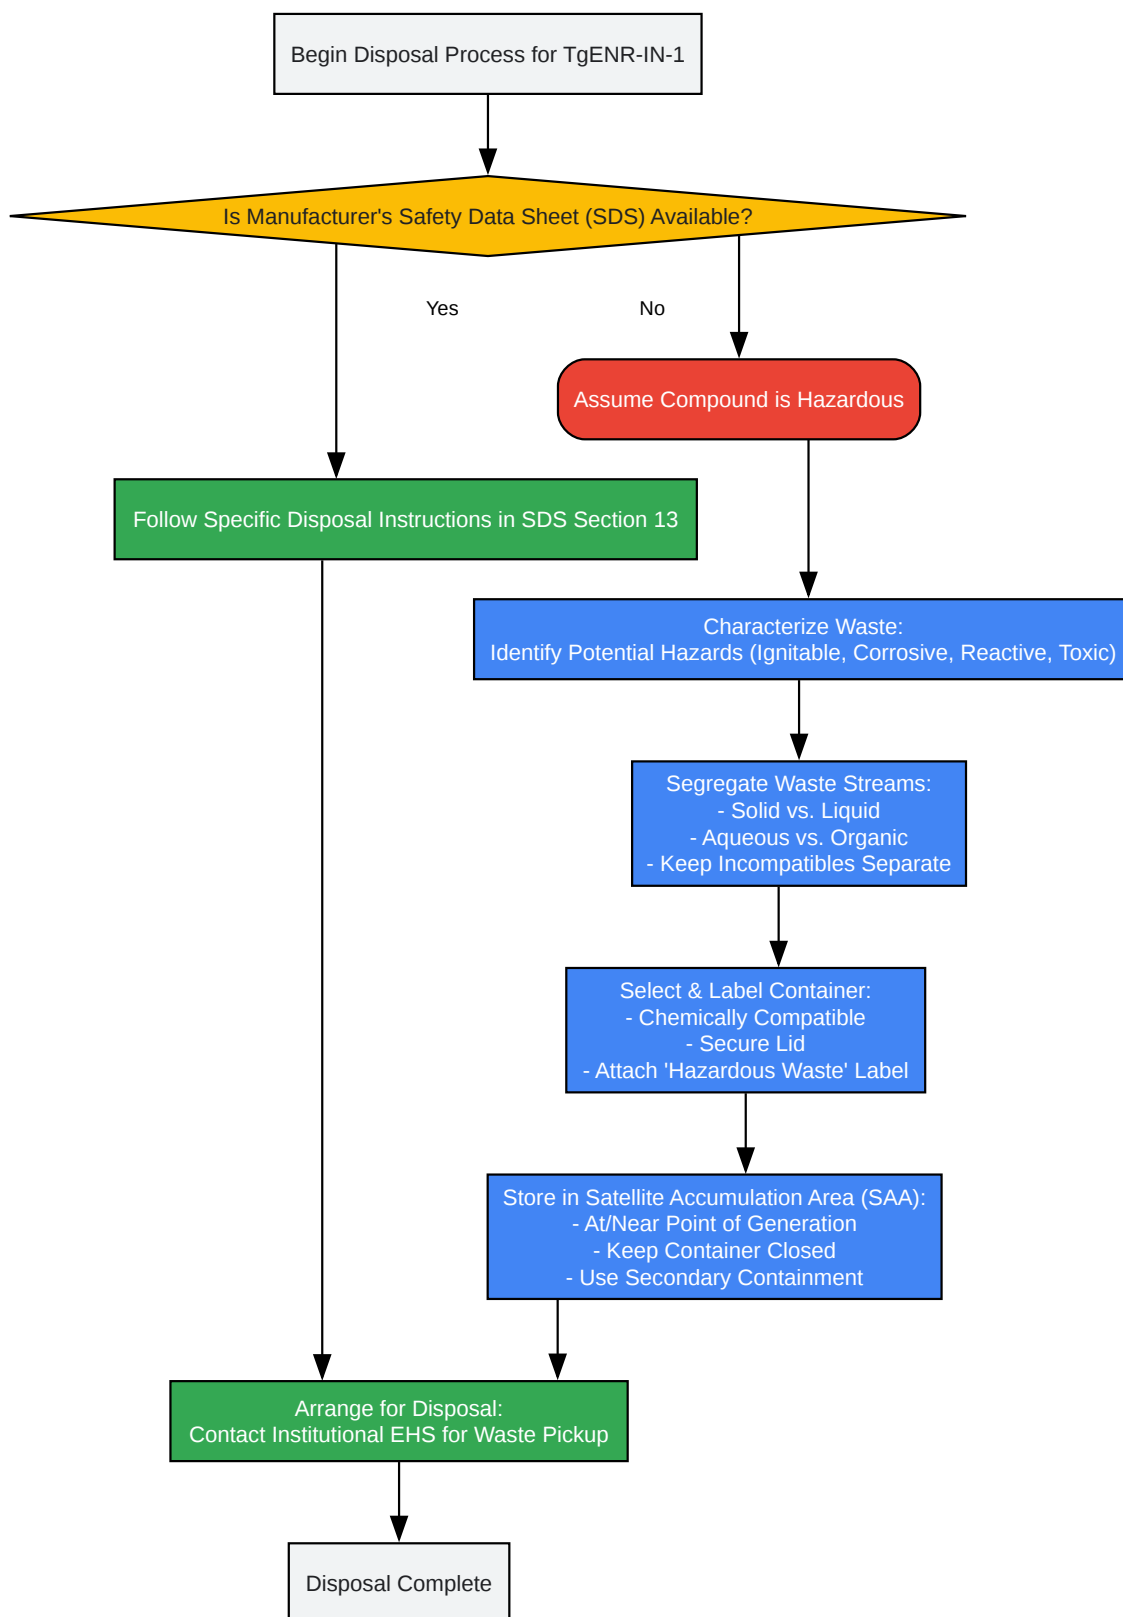 Begin Disposal Process for TgENR-IN-1
Is Manufacturer's Safety Data Sheet (SDS) Available?
Yes
No
Assume Compound is Hazardous
Follow Specific Disposal Instructions in SDS Section 13
Characterize Waste:
Identify Potential Hazards (Ignitable, Corrosive, Reactive, Toxic)
Segregate Waste Streams:
- Solid vs. Liquid
- Aqueous vs. Organic
- Keep Incompatibles Separate
Select & Label Container:
- Chemically Compatible
- Secure Lid
- Attach 'Hazardous Waste' Label
Store in Satellite Accumulation Area (SAA):
- At/Near Point of Generation
- Keep Container Closed
- Use Secondary Containment
Arrange for Disposal:
Contact Institutional EHS for Waste Pickup
Disposal Complete